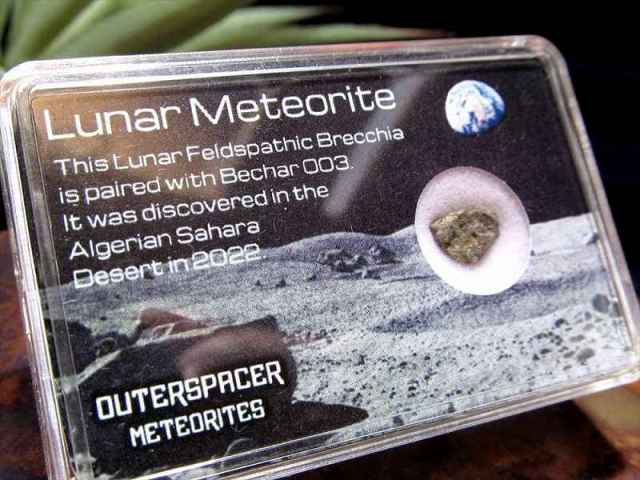 Lunar Meteorite
This Lunar Feldspathic Brecchia
is paired with Bechar 003.
It was discovered in the
Algerian Sahara
Desert in 2022
OUTERSPACER
METEORITES